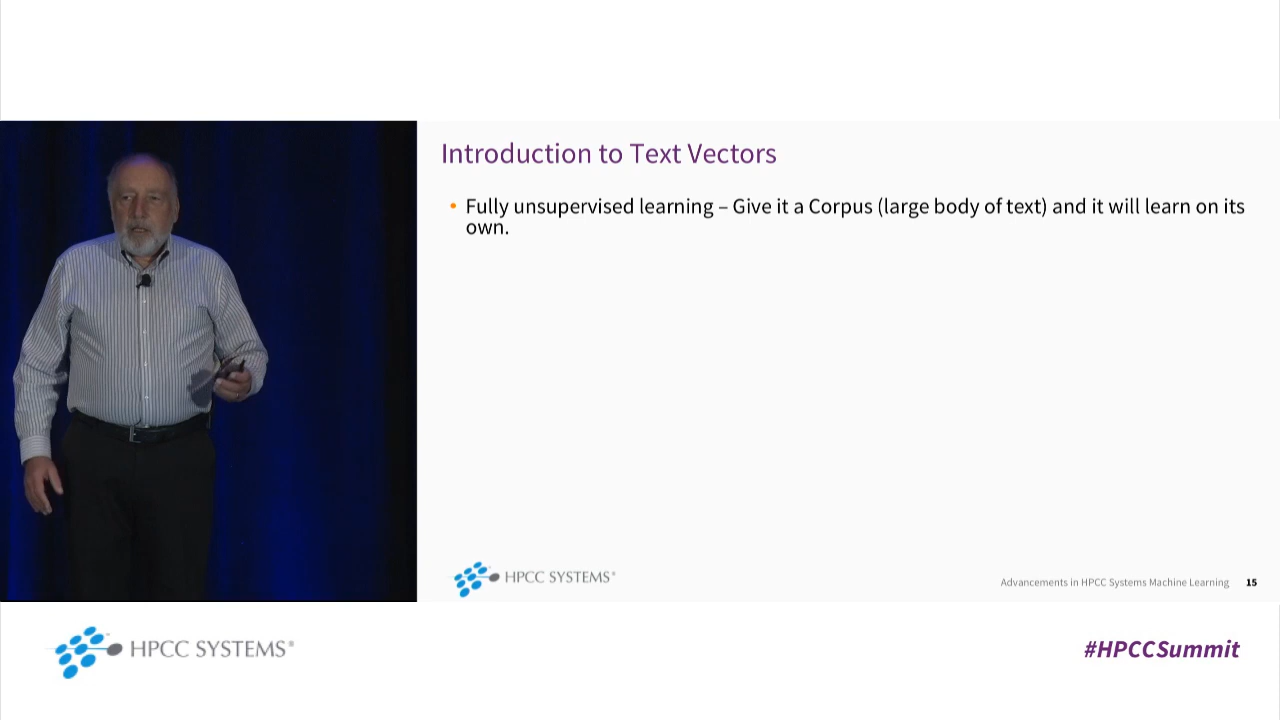 Introduction to Text Vectors
• Fully unsupervised learning – Give it a Corpus (large body of text) and it will learn on its
own.
HPCC SYSTEMS®
Advancements in HPCC Systems Machine Learning 15
HPCC SYSTEMS®
#HPCCSummit